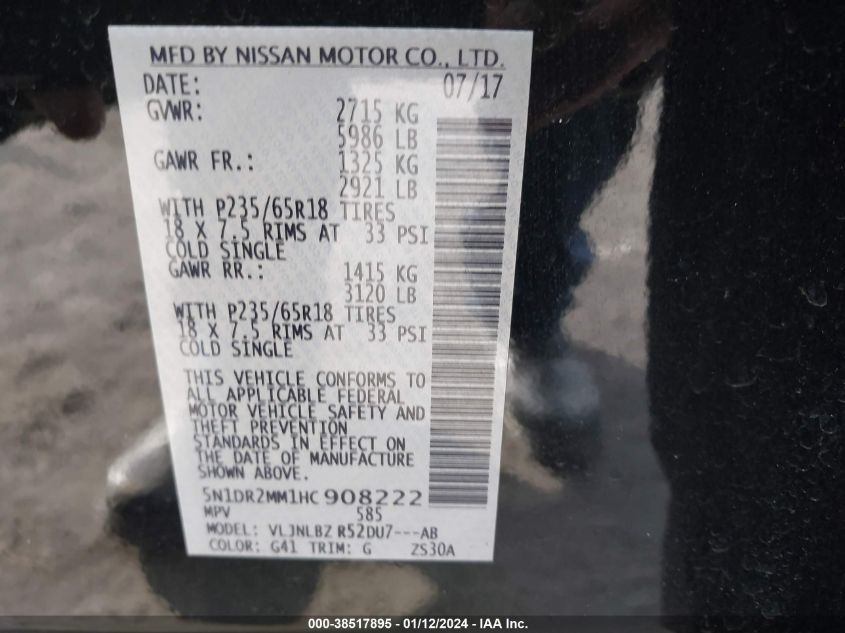 MFD BY NISSAN MOTOR CO., LTD.
DATE: 07/17
GVWR: 2715 KG
5986 LB
GAWR FR.: 1325 KG
2921 LB
WITH P235/65R18 TIRES
18 X 7.5 RIMS AT 33 PSI
COLD SINGLE
GAWR RR.: 1415 KG
3120 LB
WITH P235/65R18 TIRES
18 X 7.5 RIMS AT 33 PSI
COLD SINGLE
THIS VEHICLE CONFORMS TO
ALL APPLICABLE FEDERAL
MOTOR VEHICLE SAFETY AND
THEFT PREVENTION
STANDARDS IN EFFECT ON
THE DATE OF MANUFACTURE
SHOWN ABOVE.
5N1DR2MM1HC908222
MPV 585
MODEL: VLJNLBZ R52DU7---AB
COLOR: G41 TRIM: G ZS30A
000-38517895 - 01/12/2024 - IAA Inc.